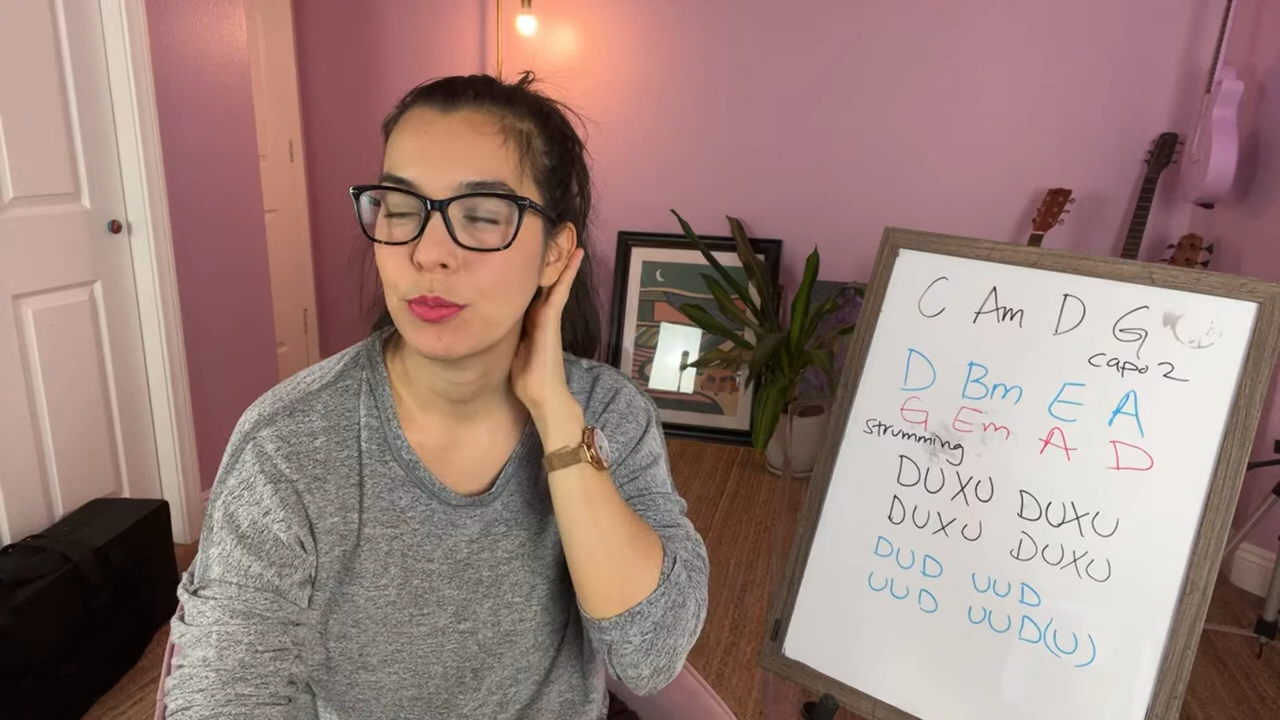 C Am D G
capo 2
D Bm E A
G Em A D
strumming
DUXU DUXU
DUXU DUXU
DUD UUD
UUD UUD(U)